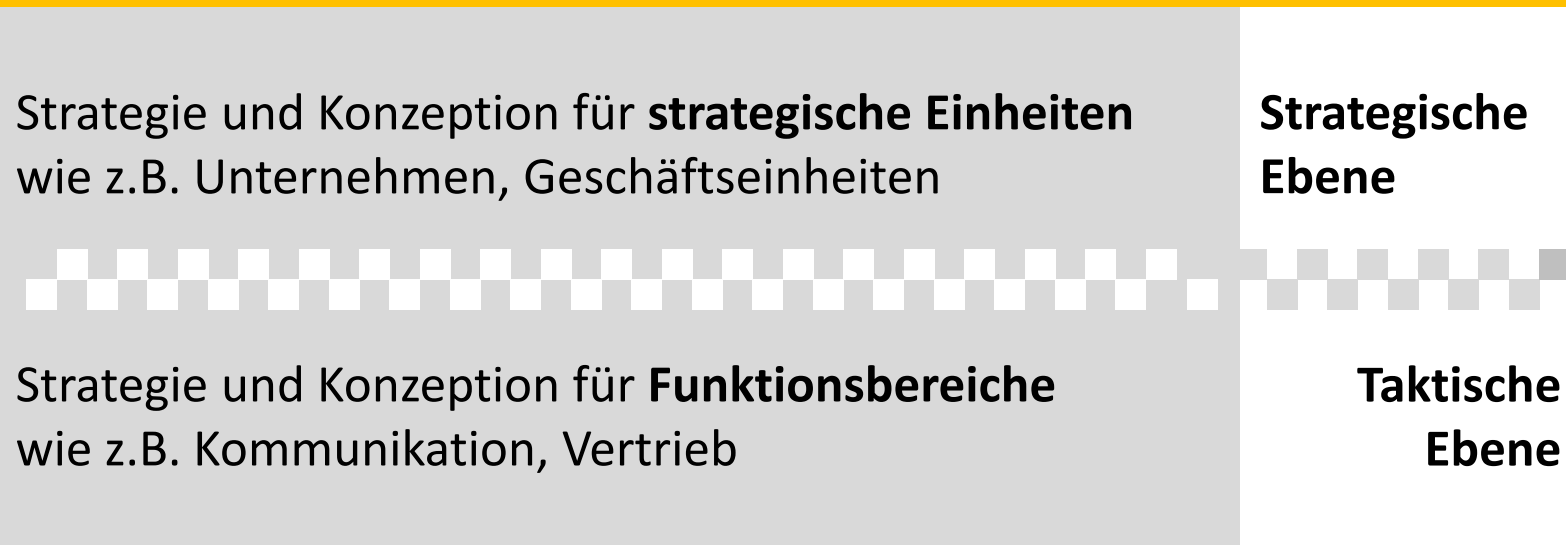 Strategie und Konzeption für strategische Einheiten
wie z.B. Unternehmen, Geschäftseinheiten
Strategische
Ebene
Strategie und Konzeption für Funktionsbereiche
wie z.B. Kommunikation, Vertrieb
Taktische
Ebene